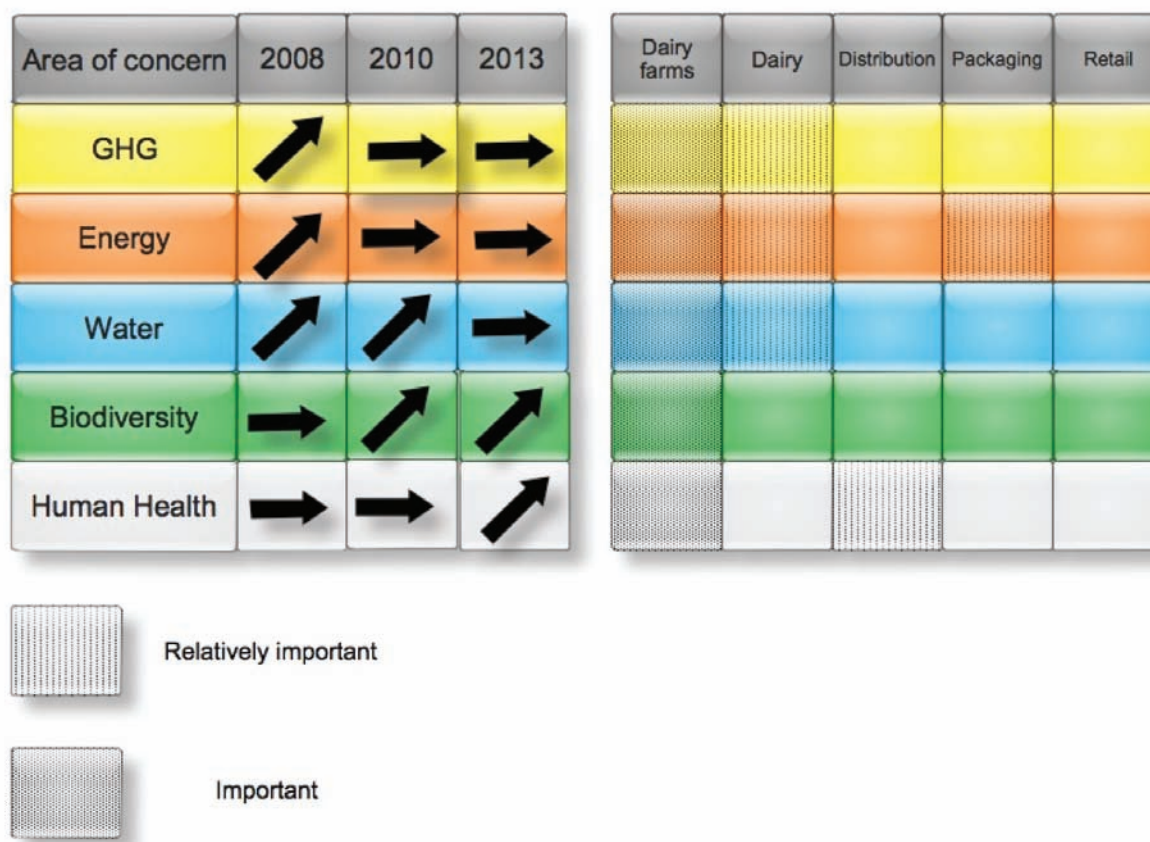 Area of concern 2008 2010 2013
Dairy farms Dairy Distribution Packaging Retail
GHG
Energy
Water
Biodiversity
Human Health
Relatively important
Important